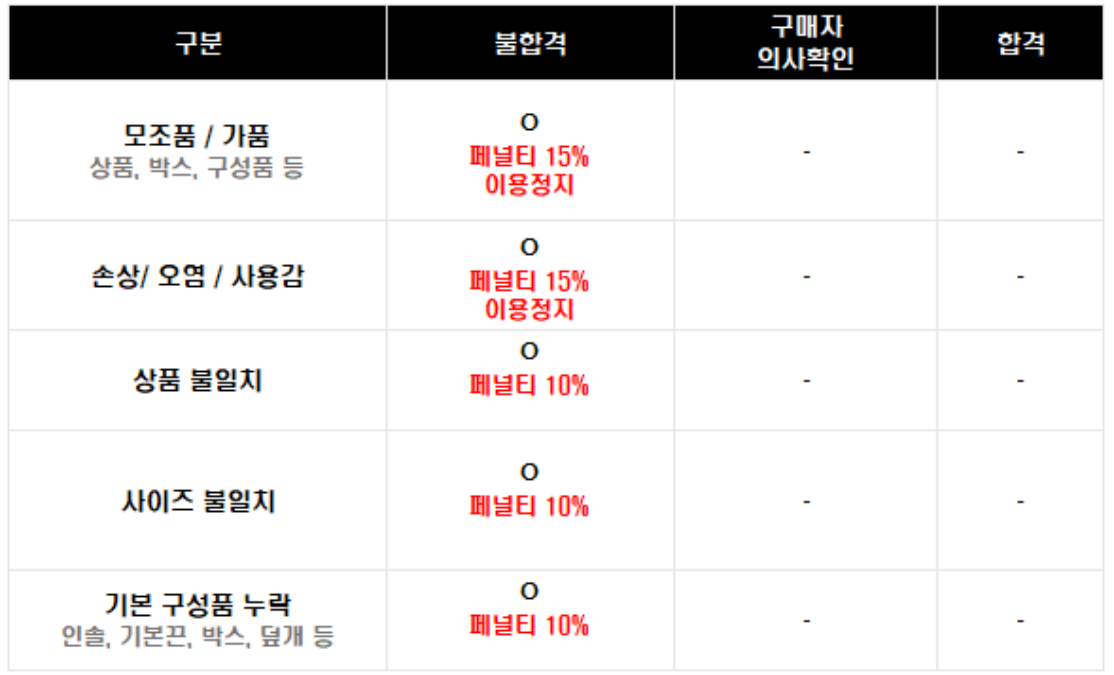 구분
불합격
구매자
의사확인
합격
모조품 / 가품
상품, 박스, 구성품 등
O
페널티 15%
이용정지
-
-
손상/ 오염 / 사용감
O
페널티 15%
이용정지
-
-
상품 불일치
O
페널티 10%
-
-
사이즈 불일치
O
페널티 10%
-
-
기본 구성품 누락
인솔, 기본끈, 박스, 덮개 등
O
페널티 10%
-
-